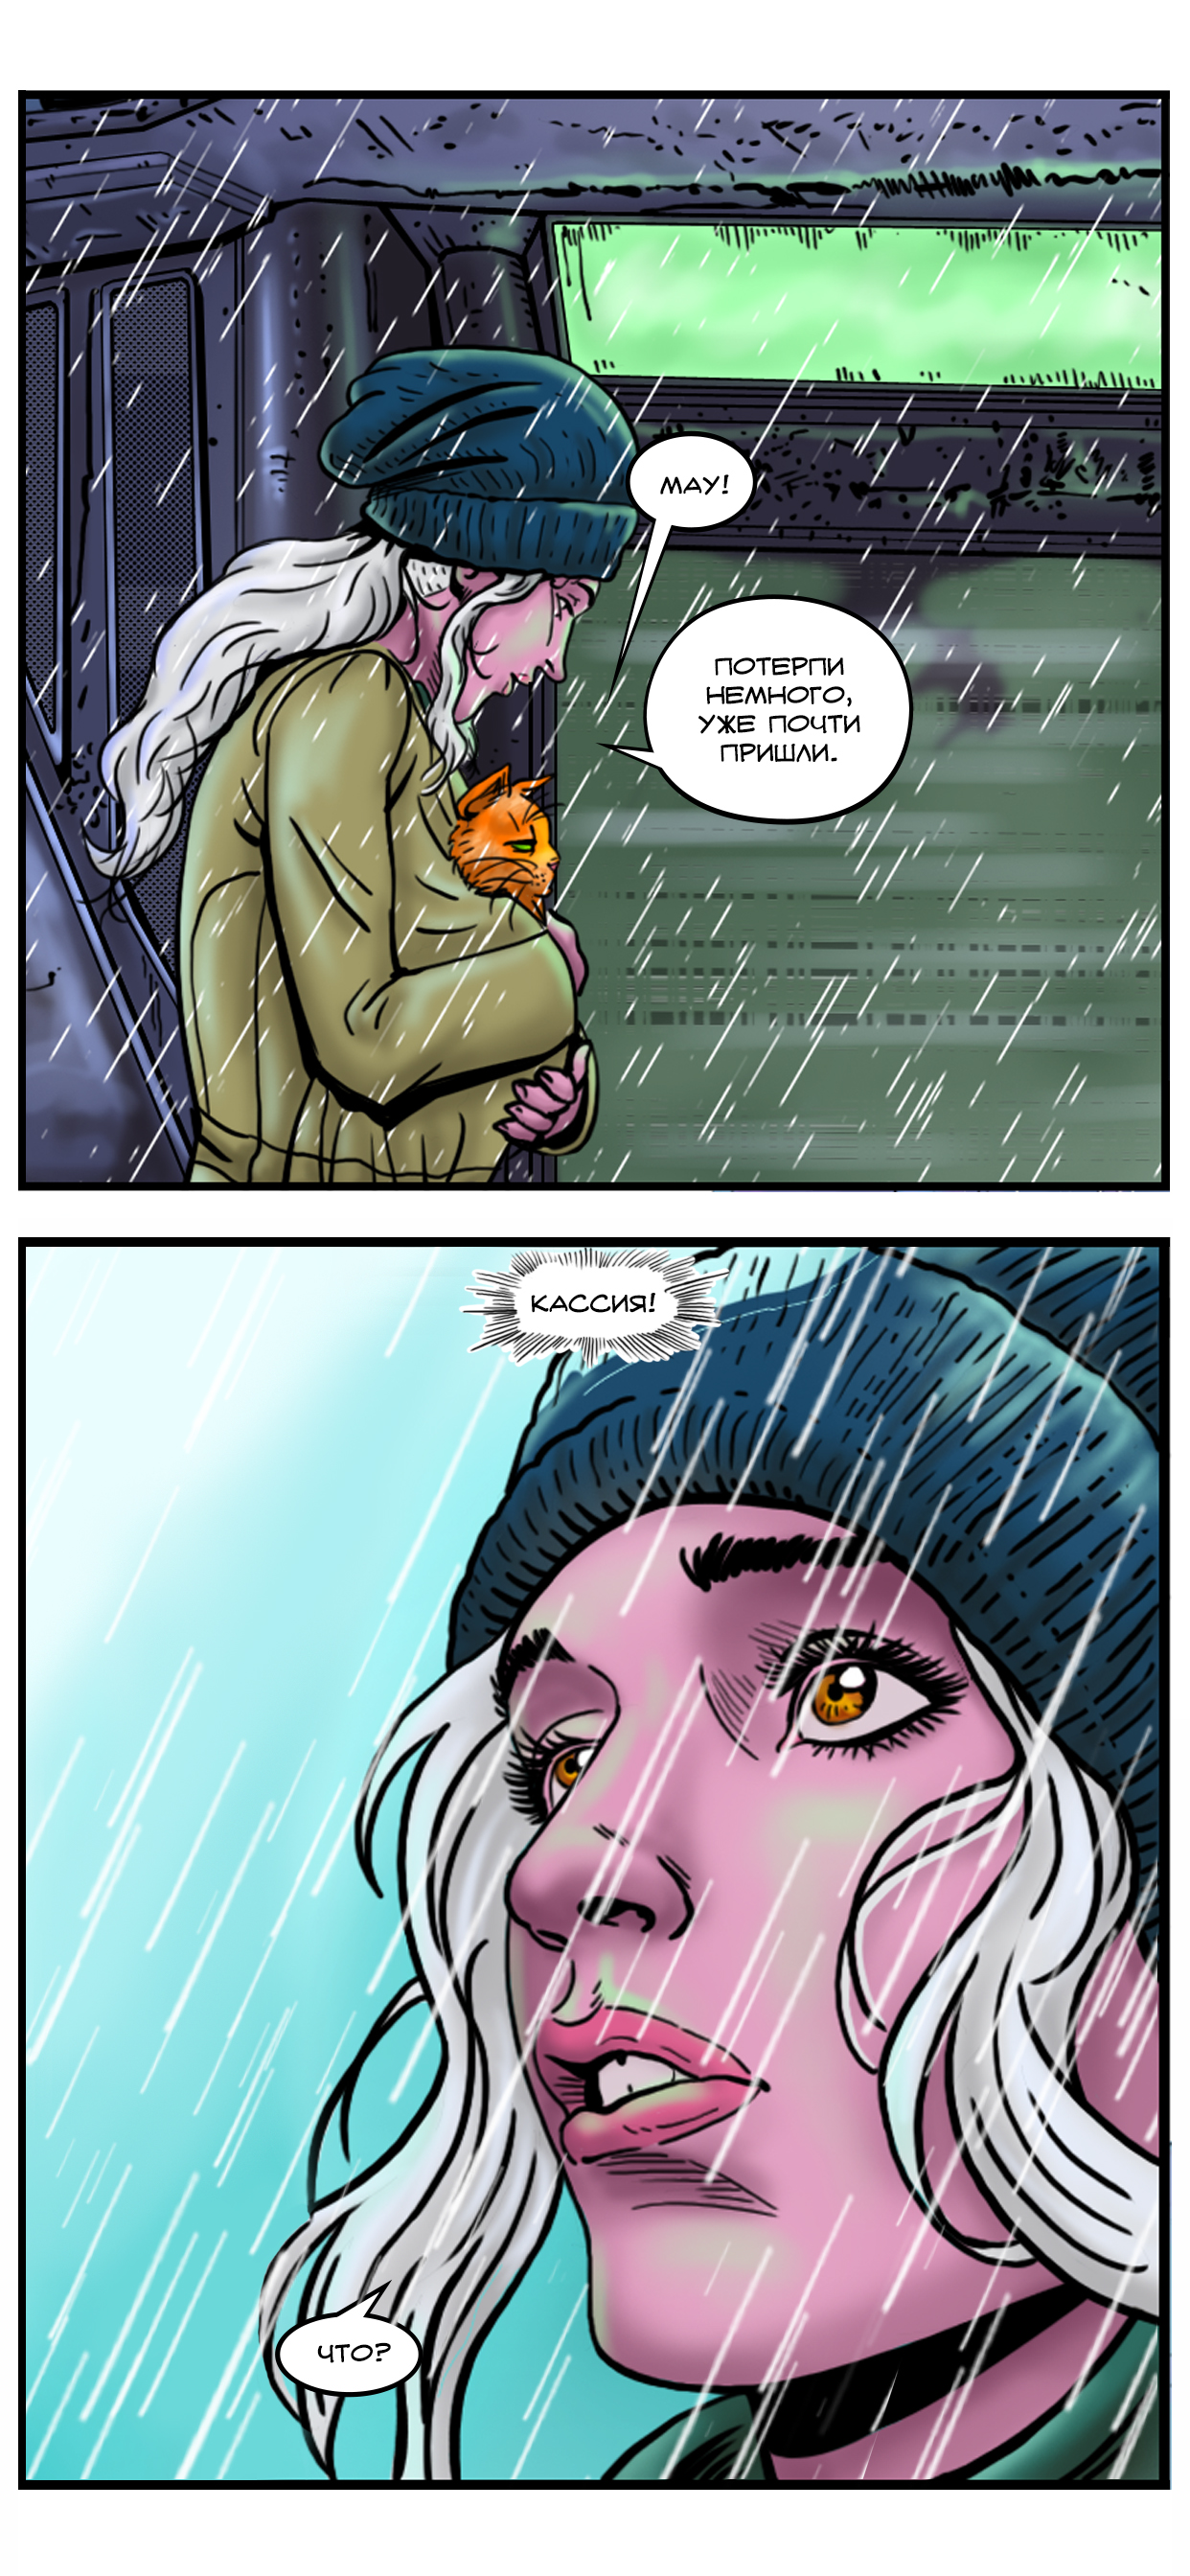 МАУ!
ПОТЕРПИ
НЕМНОГО,
УЖЕ ПОЧТИ
ПРИШЛИ.
КАССИЯ!
ЧТО?